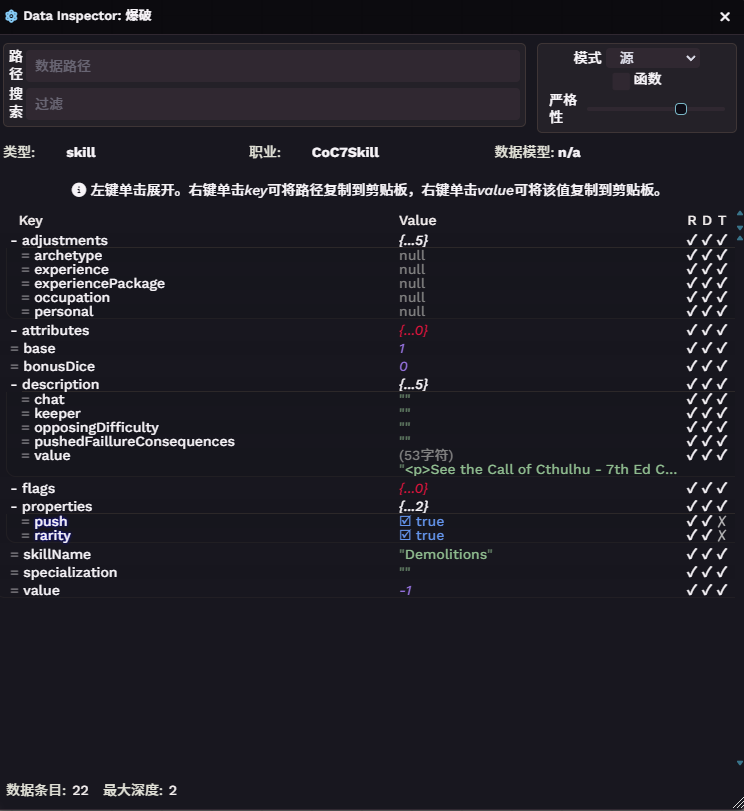 Data Inspector: 爆破
路径 数据路径
搜索 过滤
模式 源
函数
严格性
类型: skill 职业: CoC7Skill 数据模型: n/a
左键单击展开。右键单击key可将路径复制到剪贴板，右键单击value可将该值复制到剪贴板。
Key Value R D T
- adjustments {...5} ✓ ✓ ✓
= archetype null ✓ ✓ ✓
= experience null ✓ ✓ ✓
= experiencePackage null ✓ ✓ ✓
= occupation null ✓ ✓ ✓
= personal null ✓ ✓ ✓
- attributes {...0} ✓ ✓ ✓
= base 1 ✓ ✓ ✓
= bonusDice 0 ✓ ✓ ✓
- description {...5} ✓ ✓ ✓
= chat "" ✓ ✓ ✓
= keeper "" ✓ ✓ ✓
= opposingDifficulty "" ✓ ✓ ✓
= pushedFaillureConsequences "" ✓ ✓ ✓
= value (53字符) ✓ ✓ ✓
"<p>See the Call of Cthulhu - 7th Ed C...
- flags {...0} ✓ ✓ ✓
- properties {...2} ✓ ✓ ✓
= push ☑ true ✓ ✓ ✗
= rarity ☑ true ✓ ✓ ✗
= skillName "Demolitions" ✓ ✓ ✓
= specialization "" ✓ ✓ ✓
= value -1 ✓ ✓ ✓
数据条目: 22 最大深度: 2